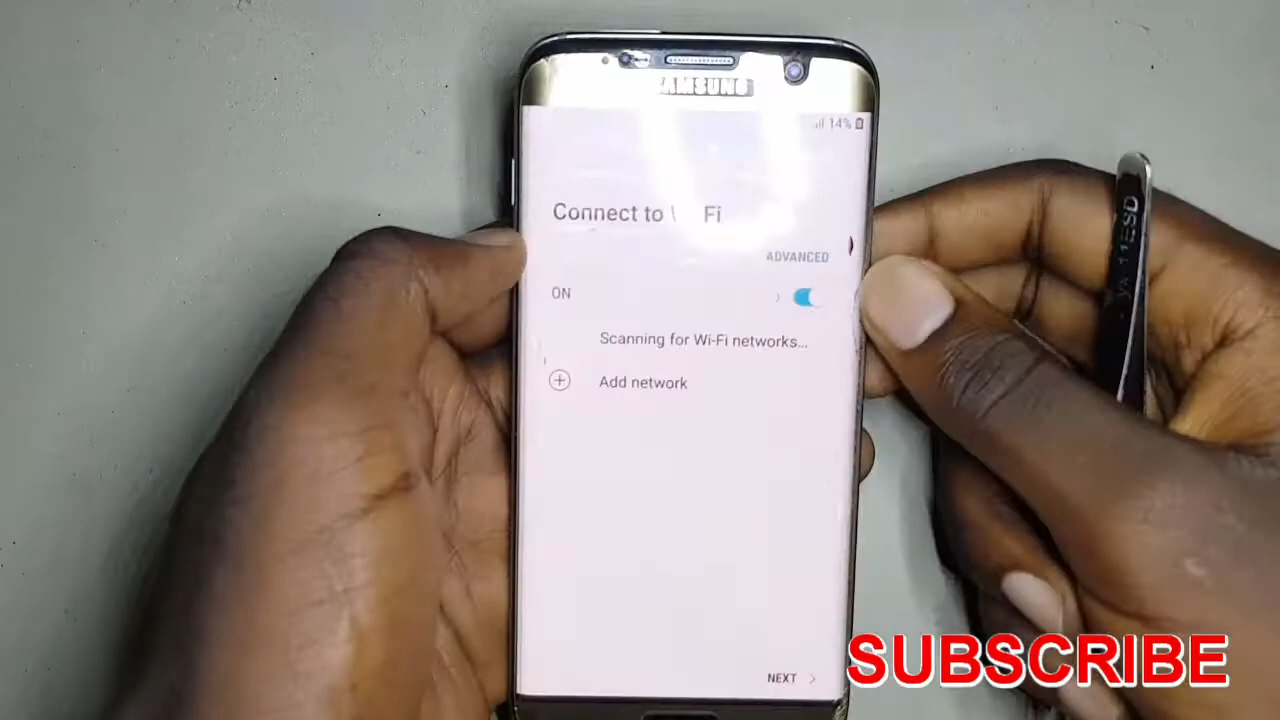 SAMSUNG
14%
Connect to Fi
ADVANCED
ON
Scanning for Wi-Fi networks...
Add network
NEXT
SUBSCRIBE